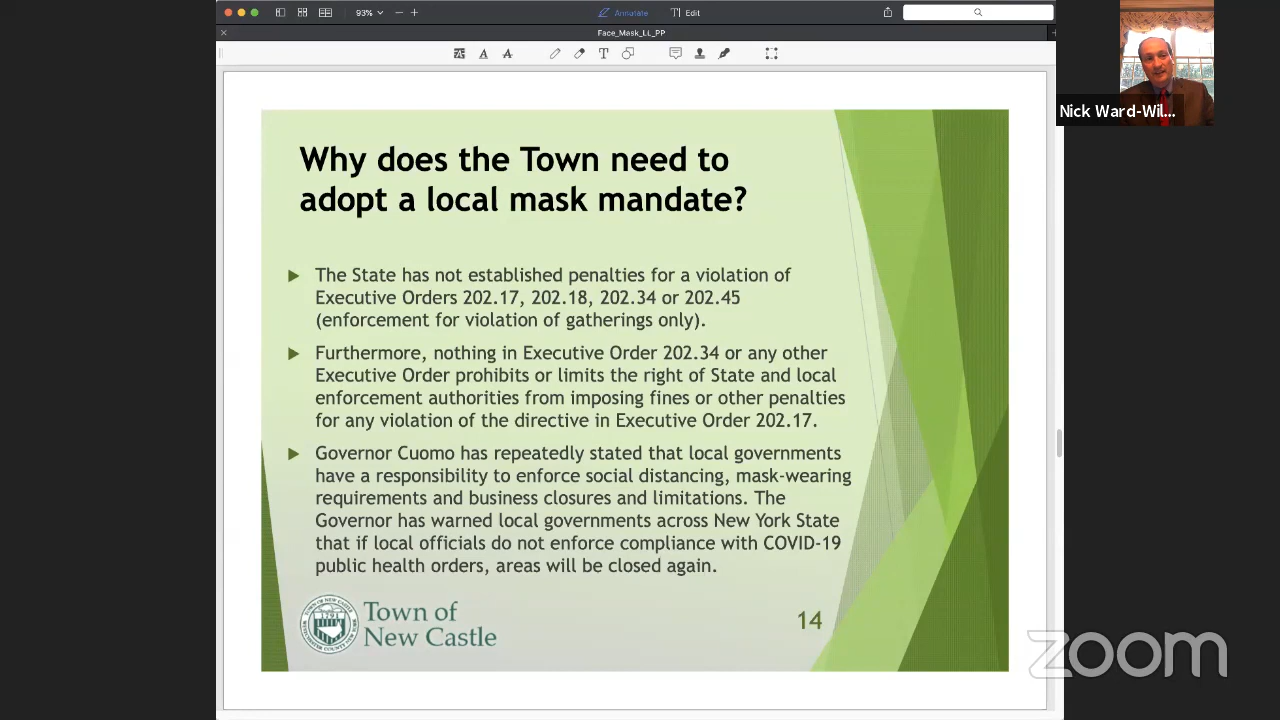 93%
Annotate
Edit
Face_Mask_LL_PP
Nick Ward-Wil...
Why does the Town need to
adopt a local mask mandate?
The State has not established penalties for a violation of
Executive Orders 202.17, 202.18, 202.34 or 202.45
(enforcement for violation of gatherings only).
Furthermore, nothing in Executive Order 202.34 or any other
Executive Order prohibits or limits the right of State and local
enforcement authorities from imposing fines or other penalties
for any violation of the directive in Executive Order 202.17.
Governor Cuomo has repeatedly stated that local governments
have a responsibility to enforce social distancing, mask-wearing
requirements and business closures and limitations. The
Governor has warned local governments across New York State
that if local officials do not enforce compliance with COVID-19
public health orders, areas will be closed again.
Town of
New Castle
14
zoom